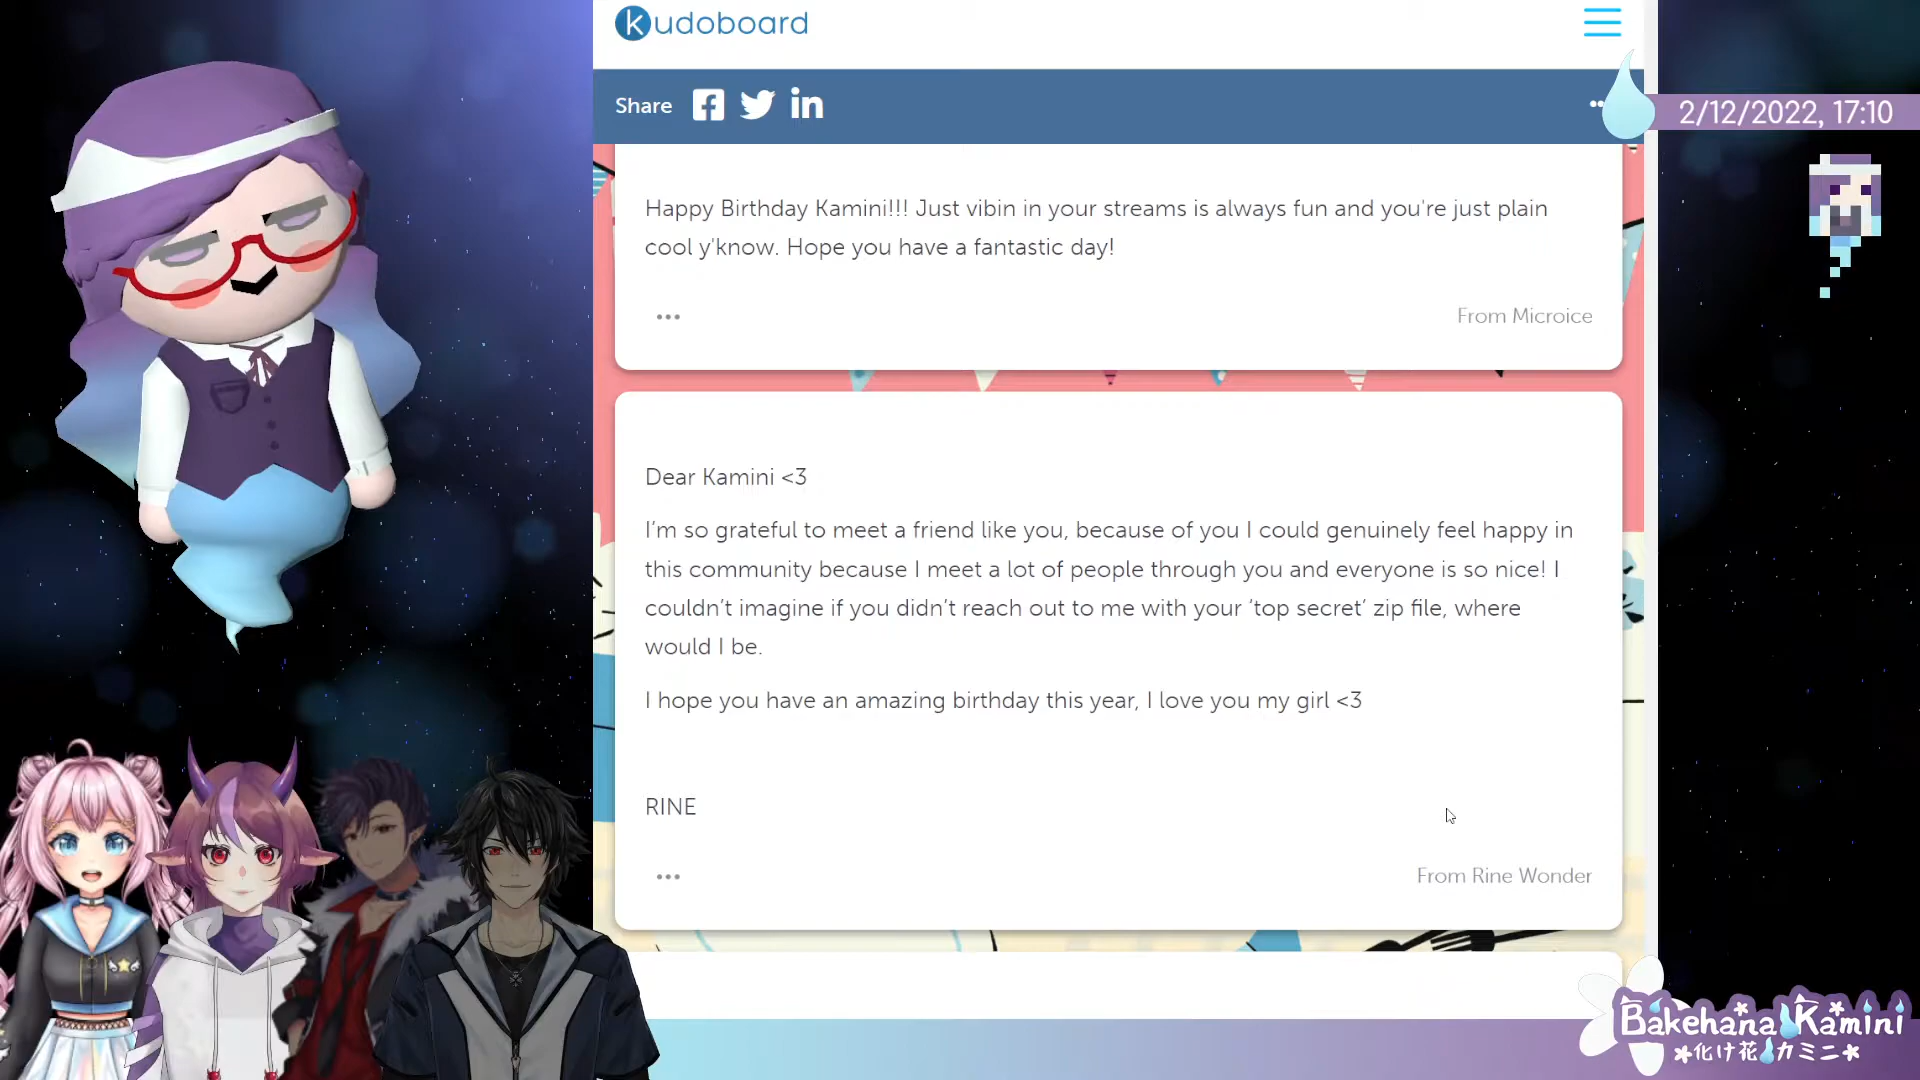 kudoboard
Share
2/12/2022, 17:10
Happy Birthday Kamini!!! Just vibin in your streams is always fun and you're just plain
cool y'know. Hope you have a fantastic day!
From Microice
Dear Kamini <3
I’m so grateful to meet a friend like you, because of you I could genuinely feel happy in
this community because I meet a lot of people through you and everyone is so nice! I
couldn’t imagine if you didn’t reach out to me with your ‘top secret’ zip file, where
would I be.
I hope you have an amazing birthday this year, I love you my girl <3
RINE
From Rine Wonder
Bakehana Kamini
化け花カミニ